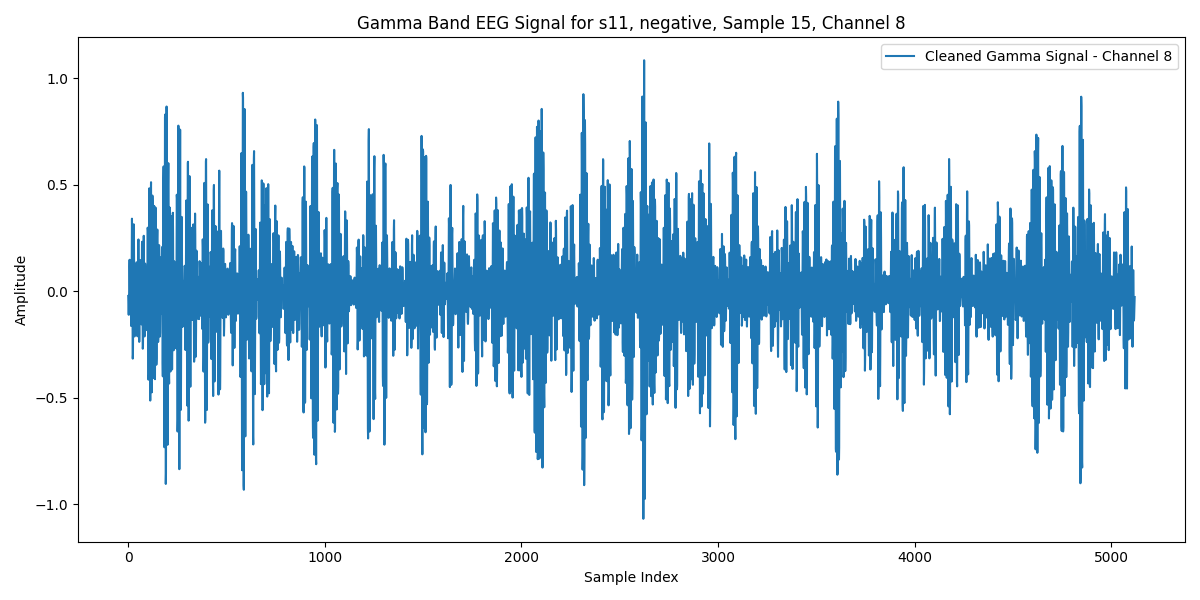 Gamma Band EEG Signal for s11, negative, Sample 15, Channel 8
Cleaned Gamma Signal - Channel 8
Amplitude
1.0
0.5
0.0
−0.5
−1.0
0 1000 2000 3000 4000 5000
Sample Index